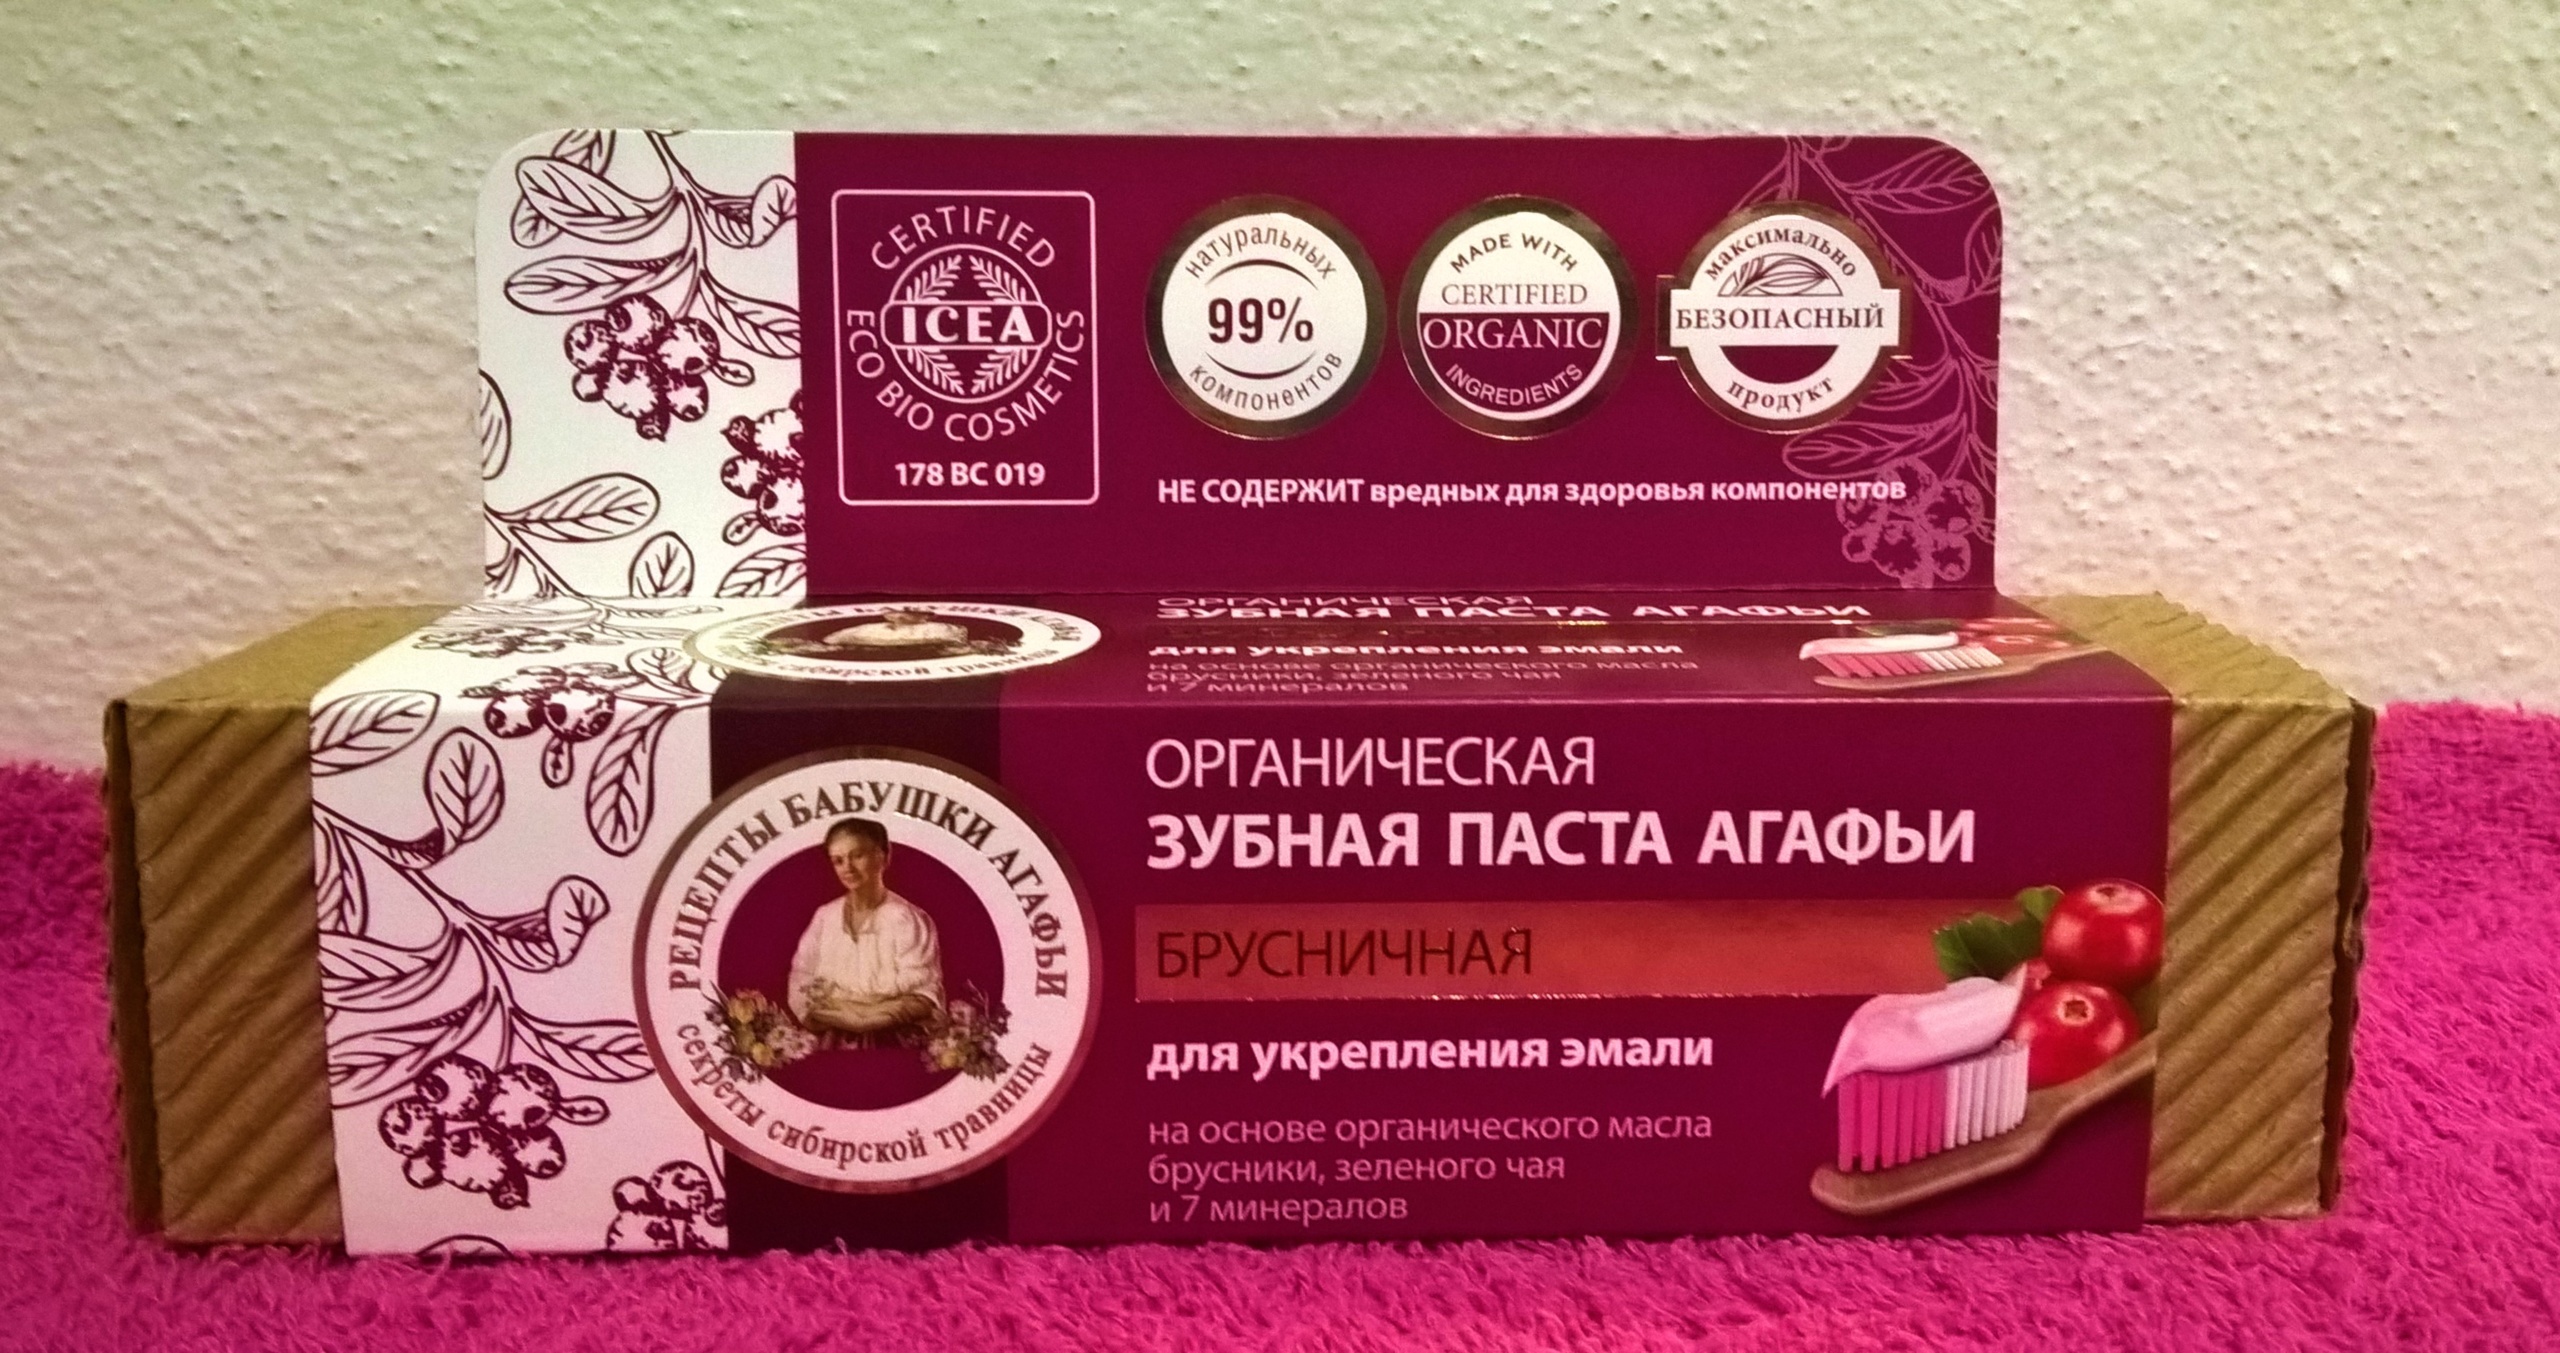 CERTIFIED
ICEA
ECO BIO COSMETICS
178 BC 019
натуральных
99%
компонентов
MADE WITH
CERTIFIED
ORGANIC
INGREDIENTS
максимально
БЕЗОПАСНЫЙ
продукт
НЕ СОДЕРЖИТ вредных для здоровья компонентов
ОРГАНИЧЕСКАЯ
ЗУБНАЯ ПАСТА АГАФЬИ
для укрепления эмали
на основе органического масла
брусники, зеленого чая
и 7 минералов
БАБУШКИ
сибирской травницы
РЕЦЕПТЫ БАБУШКИ АГАФЬИ
секреты сибирской травницы
ОРГАНИЧЕСКАЯ
ЗУБНАЯ ПАСТА АГАФЬИ
БРУСНИЧНАЯ
для укрепления эмали
на основе органического масла
брусники, зеленого чая
и 7 минералов